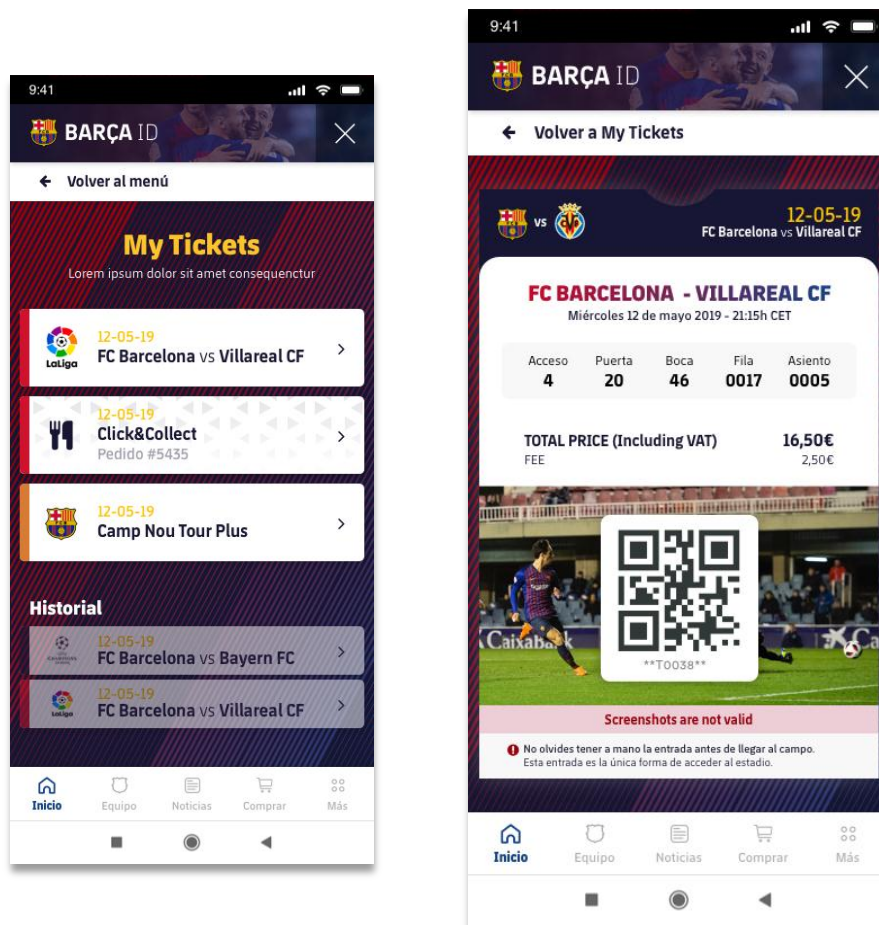 9:41
BARÇA ID
Volver al menú
My Tickets
Lorem ipsum dolor sit amet consequenctur
LaLiga
12-05-19
FC Barcelona vs Villareal CF
12-05-19
Click&Collect
Pedido #5435
12-05-19
Camp Nou Tour Plus
Historial
12-05-19
FC Barcelona vs Bayern FC
LaLiga
12-05-19
FC Barcelona vs Villareal CF
Inicio Equipo Noticias Comprar Más
9:41
BARÇA ID
Volver a My Tickets
vs
12-05-19
FC Barcelona vs Villareal CF
FC BARCELONA - VILLAREAL CF
Miércoles 12 de mayo 2019 - 21:15h CET
Acceso Puerta Boca Fila Asiento
4 20 46 0017 0005
TOTAL PRICE (Including VAT) 16,50€
FEE 2,50€
**T0038**
Screenshots are not valid
No olvides tener a mano la entrada antes de llegar al campo.
Esta entrada es la única forma de acceder al estadio.
Inicio Equipo Noticias Comprar Más